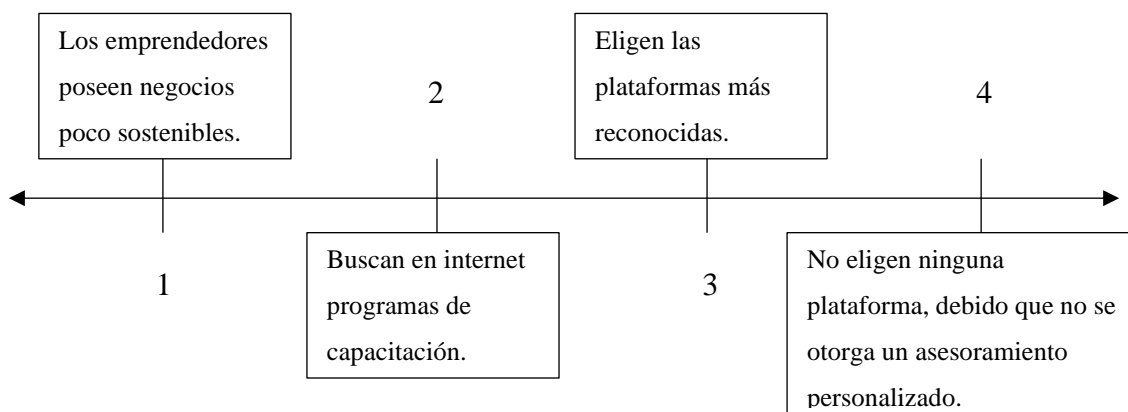 Los emprendedores
poseen negocios
poco sostenibles.
1
2
Buscan en internet
programas de
capacitación.
Eligen las
plataformas más
reconocidas.
3
4
No eligen ninguna
plataforma, debido que no se
otorga un asesoramiento
personalizado.